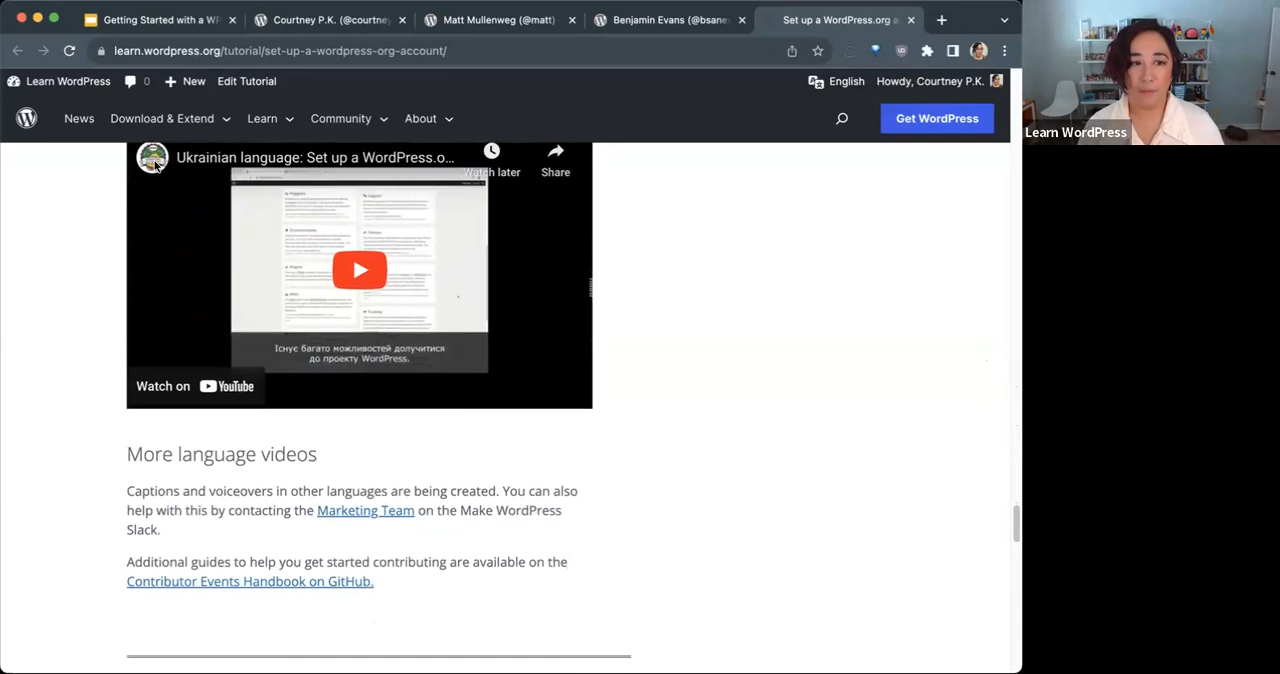 Getting Started with a WP
Courtney P.K. (@courtne
Matt Mullenweg (@matt)
Benjamin Evans (@bsane
Set up a WordPress.org a
learn.wordpress.org/tutorial/set-up-a-wordpress-org-account/
Learn WordPress 0 New Edit Tutorial English Howdy, Courtney P.K.
News Download & Extend Learn Community About Get WordPress
Ukrainian language: Set up a WordPress.o...
Watch later Share
Існує багато можливостей долучитися
до проекту WordPress.
Watch on YouTube
More language videos
Captions and voiceovers in other languages are being created. You can also
help with this by contacting the Marketing Team on the Make WordPress
Slack.
Additional guides to help you get started contributing are available on the
Contributor Events Handbook on GitHub.
Learn WordPress